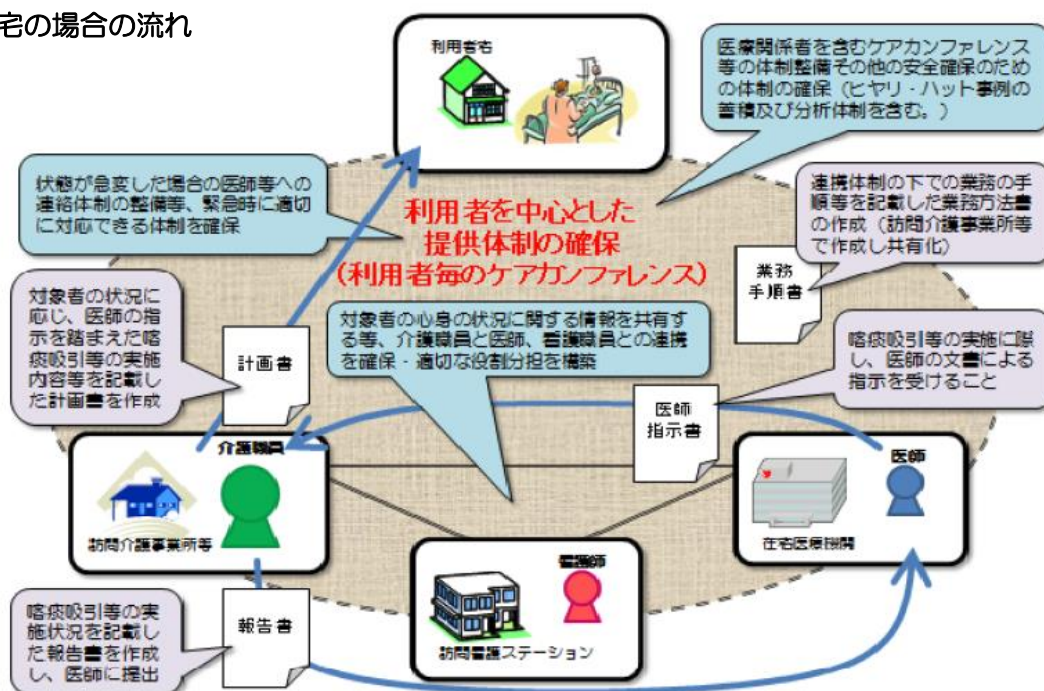 宅の場合の流れ
利用者宅
医療関係者を含むケアカンファレンス
等の体制整備その他の安全確保のため
の体制の確保（ヒヤリ・ハット事例の
蓄積及び分析体制を含む。）
状態が急変した場合の医師等への
連絡体制の整備等、緊急時に適切
に対応できる体制を確保
利用者を中心とした
提供体制の確保
（利用者毎のケアカンファレンス）
連携体制の下での業務の手
順等を記載した業務方法書
の作成（訪問介護事業所等
で作成し共有化）
業務
手順書
対象者の状況に
応じ、医師の指
示を踏まえた喀
痰吸引等の実施
内容等を記載し
た計画書を作成
計画書
対象者の心身の状況に関する情報を共有す
る等、介護職員と医師、看護職員との連携
を確保・適切な役割分担を構築
喀痰吸引等の実施に際
し、医師の文書による
指示を受けること
医師
指示書
介護職員
訪問介護事業所等
医師
在宅医療機関
看護師
訪問看護ステーション
喀痰吸引等の実
施状況を記載し
た報告書を作成
し、医師に提出
報告書